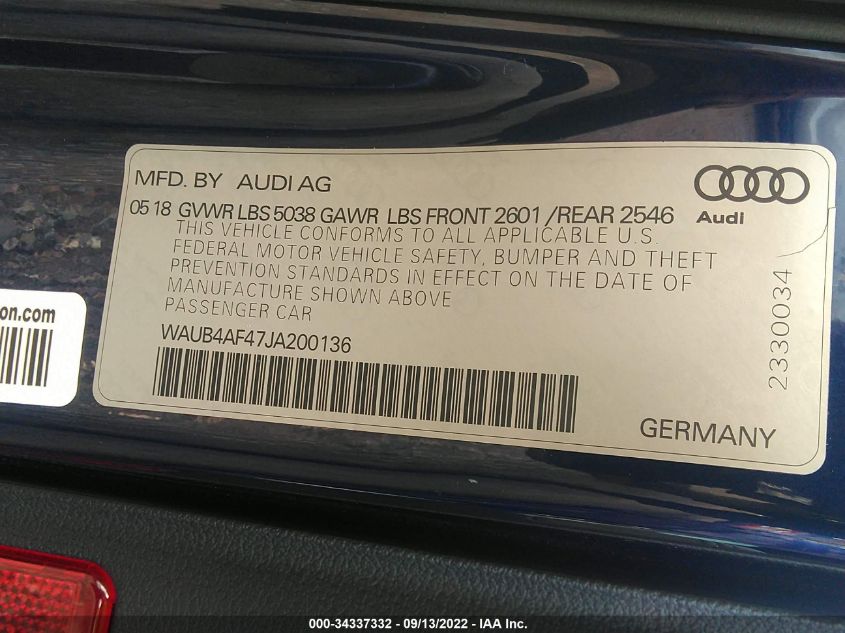 MFD. BY AUDI AG
05 18 GVWR LBS 5038 GAWR LBS FRONT 2601 /REAR 2546
THIS VEHICLE CONFORMS TO ALL APPLICABLE U.S.
FEDERAL MOTOR VEHICLE SAFETY, BUMPER AND THEFT
PREVENTION STANDARDS IN EFFECT ON THE DATE OF
MANUFACTURE SHOWN ABOVE
PASSENGER CAR
WAUB4AF47JA200136
Audi
2330034
GERMANY
on.com
000-34337332 - 09/13/2022 - IAA Inc.